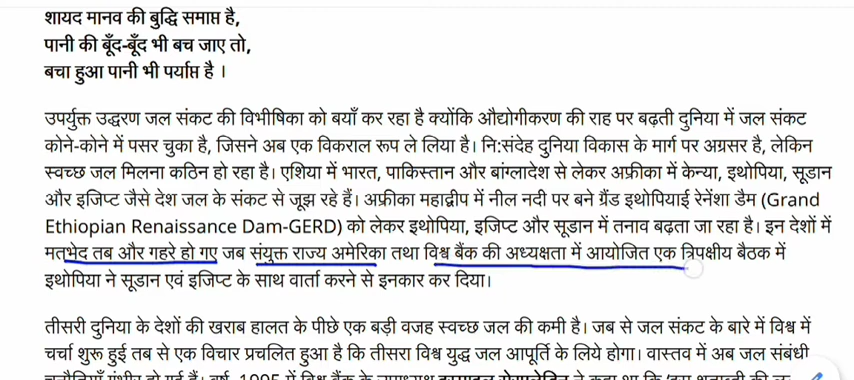 शायद मानव की बुद्धि समाप्त है,
पानी की बूँद-बूँद भी बच जाए तो,
बचा हुआ पानी भी पर्याप्त है ।
उपर्युक्त उद्धरण जल संकट की विभीषिका को बयाँ कर रहा है क्योंकि औद्योगीकरण की राह पर बढ़ती दुनिया में जल संकट
कोने-कोने में पसर चुका है, जिसने अब एक विकराल रूप ले लिया है। नि:संदेह दुनिया विकास के मार्ग पर अग्रसर है, लेकिन
स्वच्छ जल मिलना कठिन हो रहा है। एशिया में भारत, पाकिस्तान और बांग्लादेश से लेकर अफ्रीका में केन्या, इथोपिया, सूडान
और इजिप्ट जैसे देश जल के संकट से जूझ रहे हैं। अफ्रीका महाद्वीप में नील नदी पर बने ग्रैंड इथोपियाई रेनेंशा डैम (Grand
Ethiopian Renaissance Dam-GERD) को लेकर इथोपिया, इजिप्ट और सूडान में तनाव बढ़ता जा रहा है। इन देशों में
मतभेद तब और गहरे हो गए जब संयुक्त राज्य अमेरिका तथा विश्व बैंक की अध्यक्षता में आयोजित एक त्रिपक्षीय बैठक में
इथोपिया ने सूडान एवं इजिप्ट के साथ वार्ता करने से इनकार कर दिया।
तीसरी दुनिया के देशों की खराब हालत के पीछे एक बड़ी वजह स्वच्छ जल की कमी है। जब से जल संकट के बारे में विश्व में
चर्चा शुरू हुई तब से एक विचार प्रचलित हुआ है कि तीसरा विश्व युद्ध जल आपूर्ति के लिये होगा। वास्तव में अब जल संबंधी